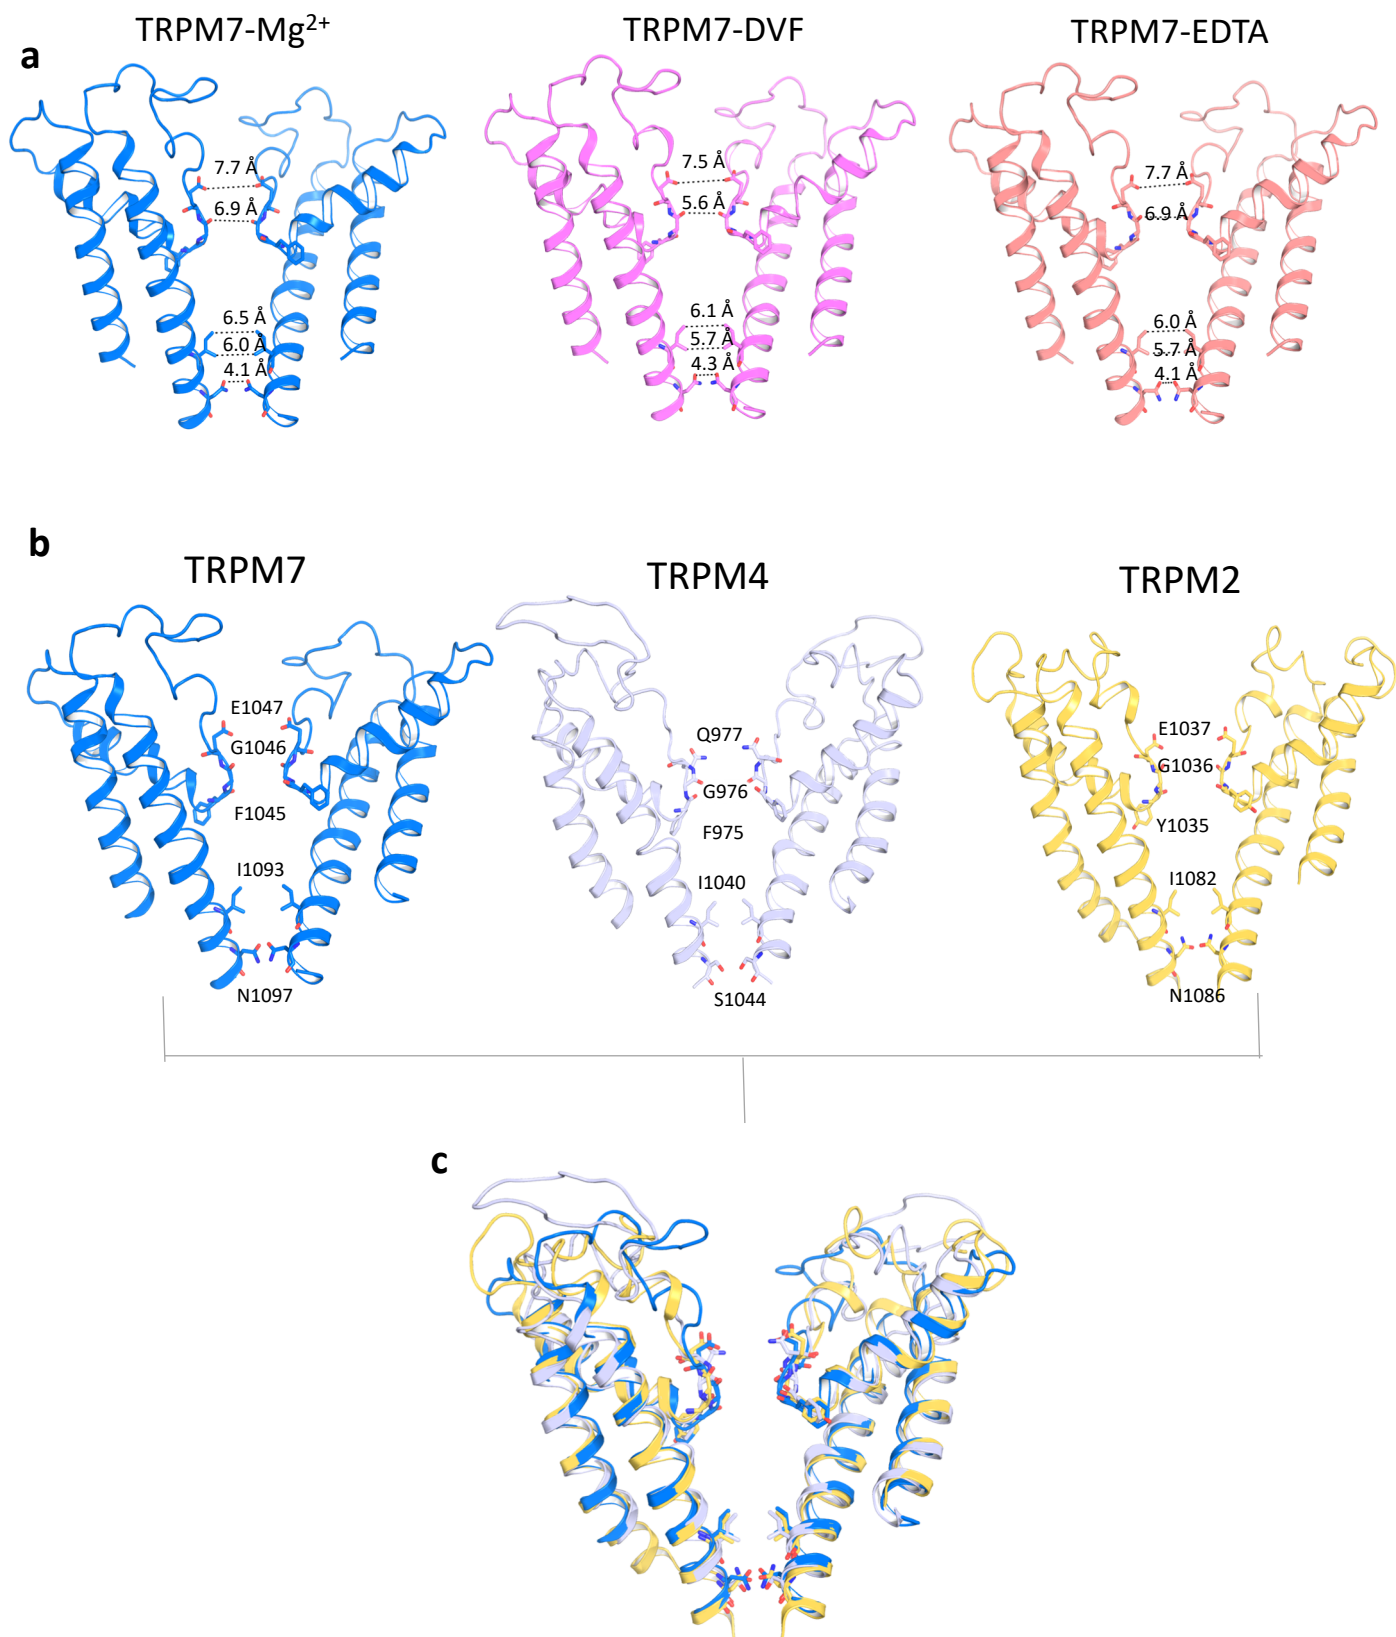 TRPM7-Mg²⁺
TRPM7-DVF
TRPM7-EDTA
a
7.7 Å
6.9 Å
6.5 Å
6.0 Å
4.1 Å
7.5 Å
5.6 Å
6.1 Å
5.7 Å
4.3 Å
7.7 Å
6.9 Å
6.0 Å
5.7 Å
4.1 Å
b
TRPM7
TRPM4
TRPM2
E1047
G1046
F1045
I1093
N1097
Q977
G976
F975
I1040
S1044
E1037
G1036
Y1035
I1082
N1086
c